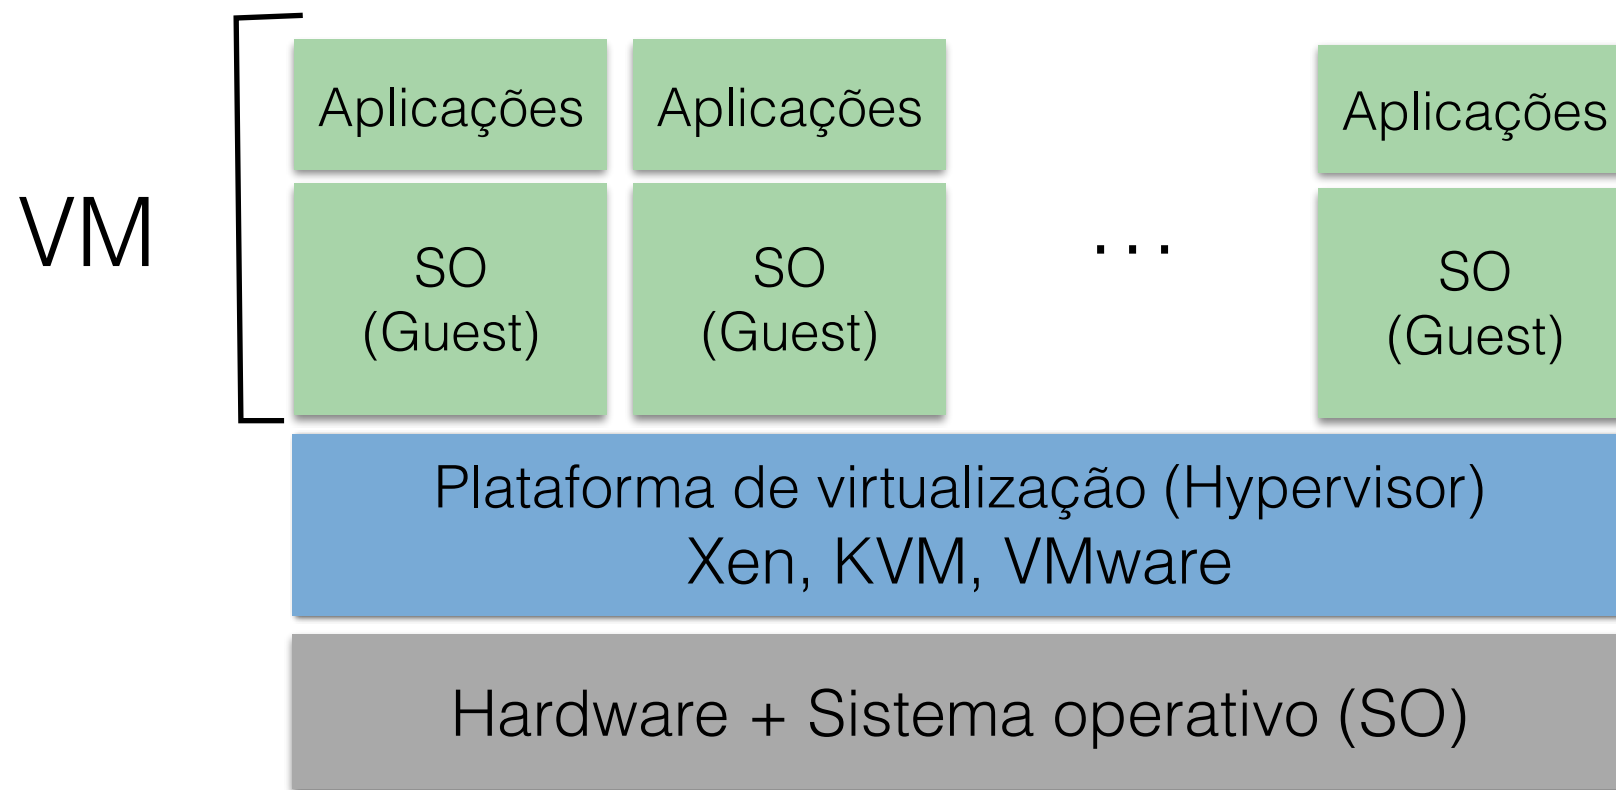 Aplicações
Aplicações
Aplicações
VM
SO
(Guest)
SO
(Guest)
...
SO
(Guest)
Plataforma de virtualização (Hypervisor)
Xen, KVM, VMware
Hardware + Sistema operativo (SO)